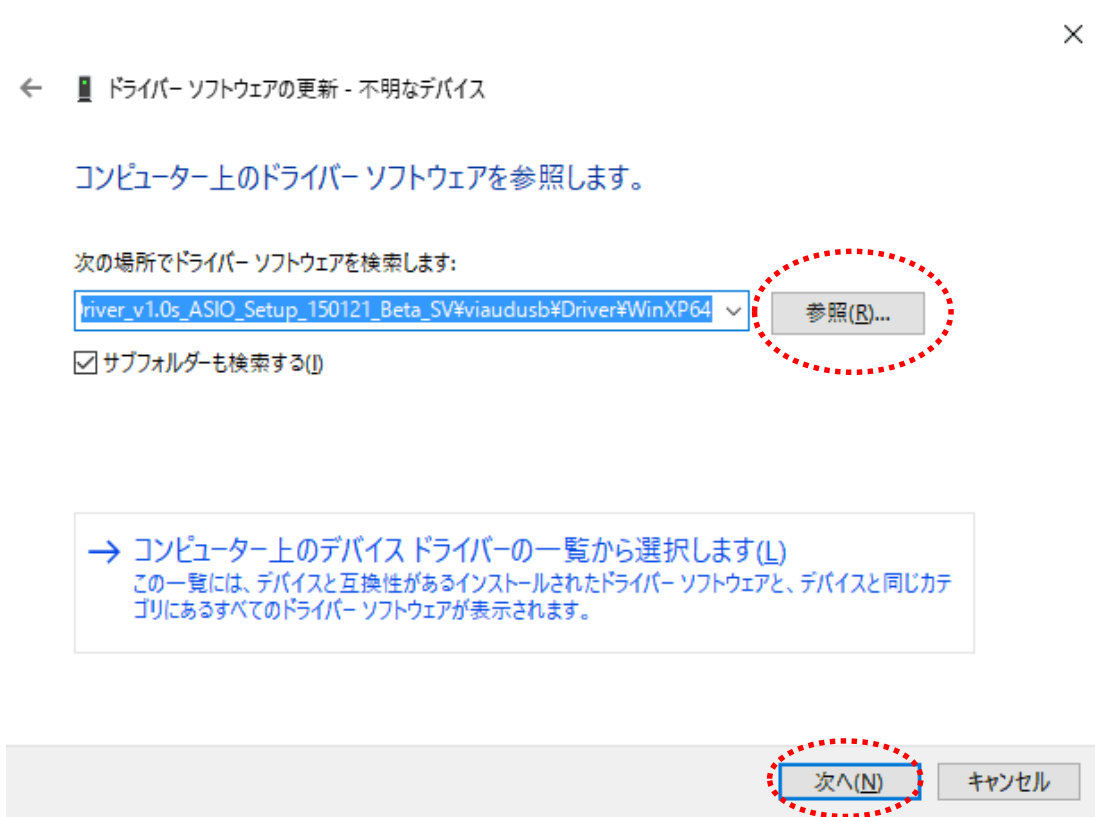 ドライバー ソフトウェアの更新 - 不明なデバイス
コンピューター上のドライバー ソフトウェアを参照します。
次の場所でドライバー ソフトウェアを検索します:
river_v1.0s_ASIO_Setup_150121_Beta_SV¥viaudusb¥Driver¥WinXP64
参照(R)...
サブフォルダーも検索する(I)
→ コンピューター上のデバイス ドライバーの一覧から選択します(L)
この一覧には、デバイスと互換性があるインストールされたドライバー ソフトウェアと、デバイスと同じカテ
ゴリにあるすべてのドライバー ソフトウェアが表示されます。
次へ(N)
キャンセル